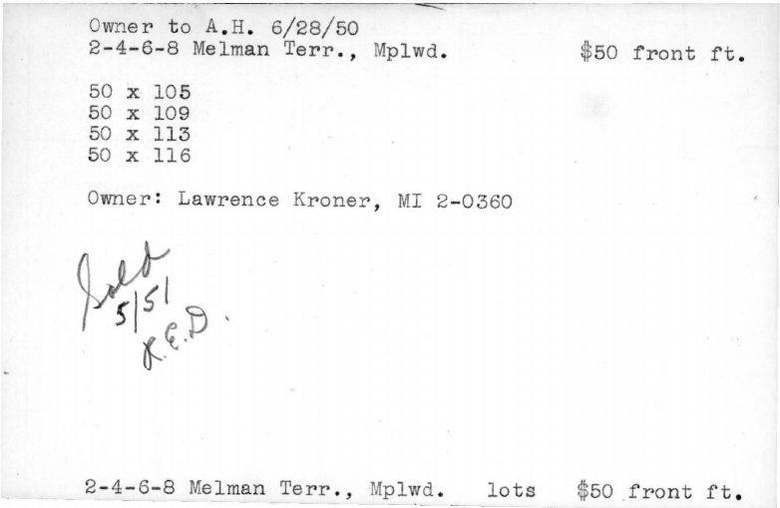 Owner to A.H. 6/28/50
2-4-6-8 Melman Terr., Mplwd. $50 front ft.
50 x 105
50 x 109
50 x 113
50 x 116
Owner: Lawrence Kroner, MI 2-0360
Sold
5/51
R.E.D.
2-4-6-8 Melman Terr., Mplwd. lots $50 front ft.